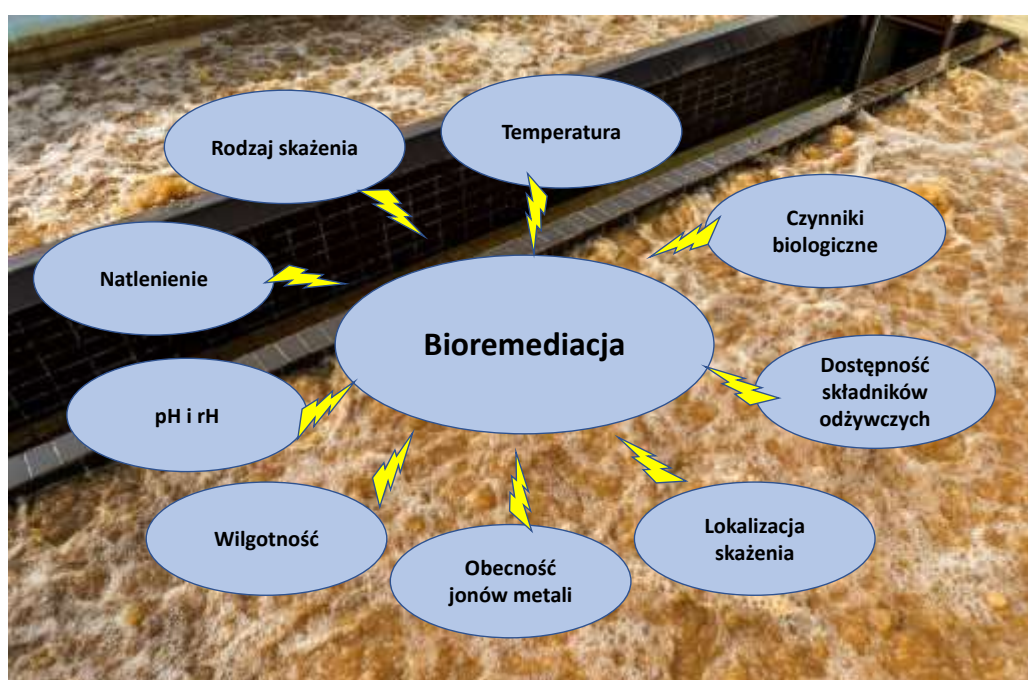 Rodzaj skażenia
Temperatura
Czynniki
biologiczne
Natlenienie
Bioremediacja
Dostępność
składników
odżywczych
pH i rH
Wilgotność
Obecność
jonów metali
Lokalizacja
skażenia